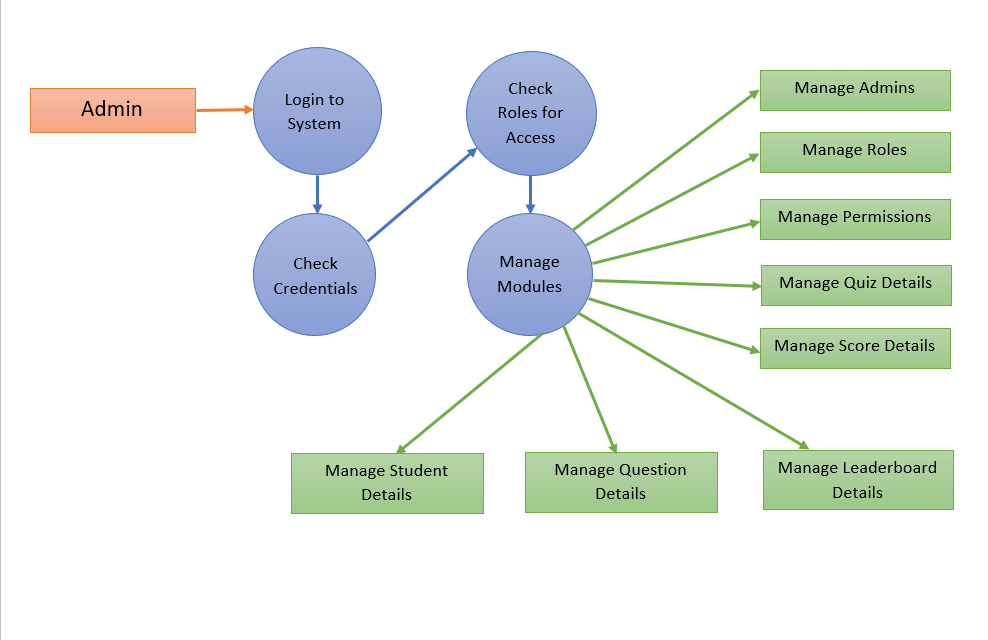 Admin
Login to
System
Check
Credentials
Check
Roles for
Access
Manage
Modules
Manage Admins
Manage Roles
Manage Permissions
Manage Quiz Details
Manage Score Details
Manage Student
Details
Manage Question
Details
Manage Leaderboard
Details